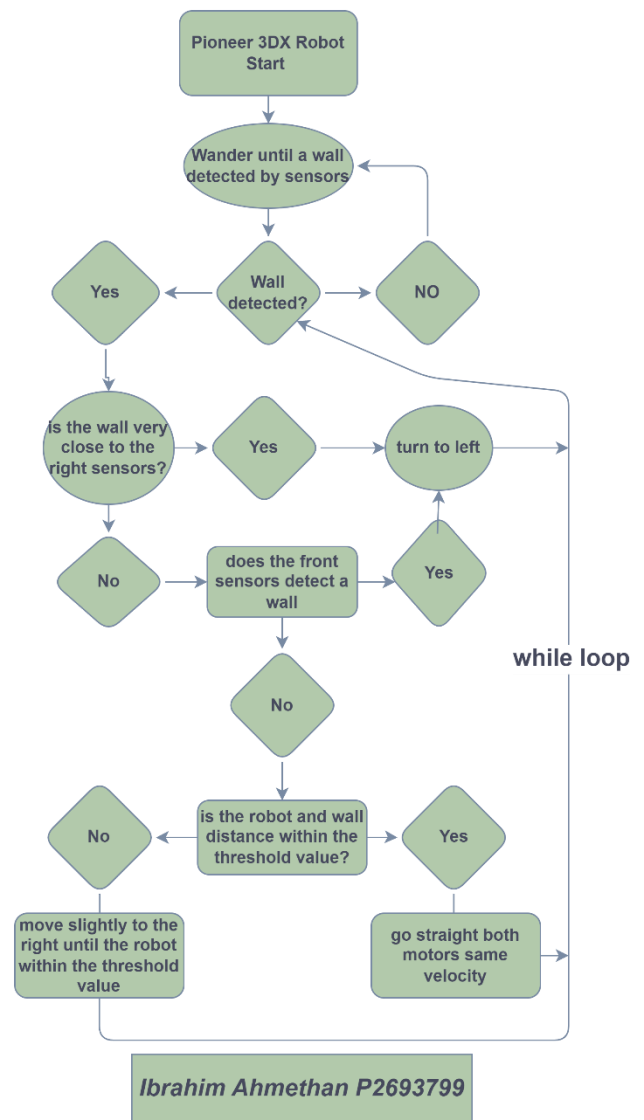 Pioneer 3DX Robot
Start
Wander until a wall
detected by sensors
Yes
Wall
detected?
NO
is the wall very
close to the
right sensors?
Yes
turn to left
No
does the front
sensors detect a
wall
Yes
while loop
No
No
is the robot and wall
distance within the
threshold value?
Yes
move slightly to the
right until the robot
within the threshold
value
go straight both
motors same
velocity
Ibrahim Ahmethan P2693799